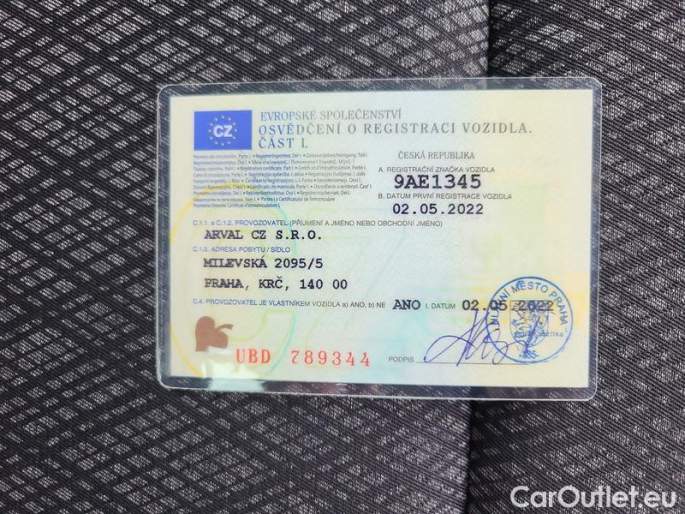 CZ
EVROPSKÉ SPOLEČENSTVÍ
OSVĚDČENÍ O REGISTRACI VOZIDLA.
ČÁST I.
ČESKÁ REPUBLIKA
A. REGISTRAČNÍ ZNAČKA VOZIDLA
9AE1345
B. DATUM PRVNÍ REGISTRACE VOZIDLA
02.05.2022
C.1.1. a C.1.2. PROVOZOVATEL (PŘÍJMENÍ A JMÉNO NEBO OBCHODNÍ JMÉNO)
ARVAL CZ S.R.O.
C.1.3. ADRESA POBYTU / SÍDLO
MILEVSKÁ 2095/5
PRAHA, KRČ, 140 00
C.4. PROVOZOVATEL JE VLASTNÍKEM VOZIDLA a) ANO, b) NE ANO I. DATUM 02.05.2022
UBD 789344
PODPIS
HLAVNÍ MĚSTO PRAHA
CarOutlet.eu